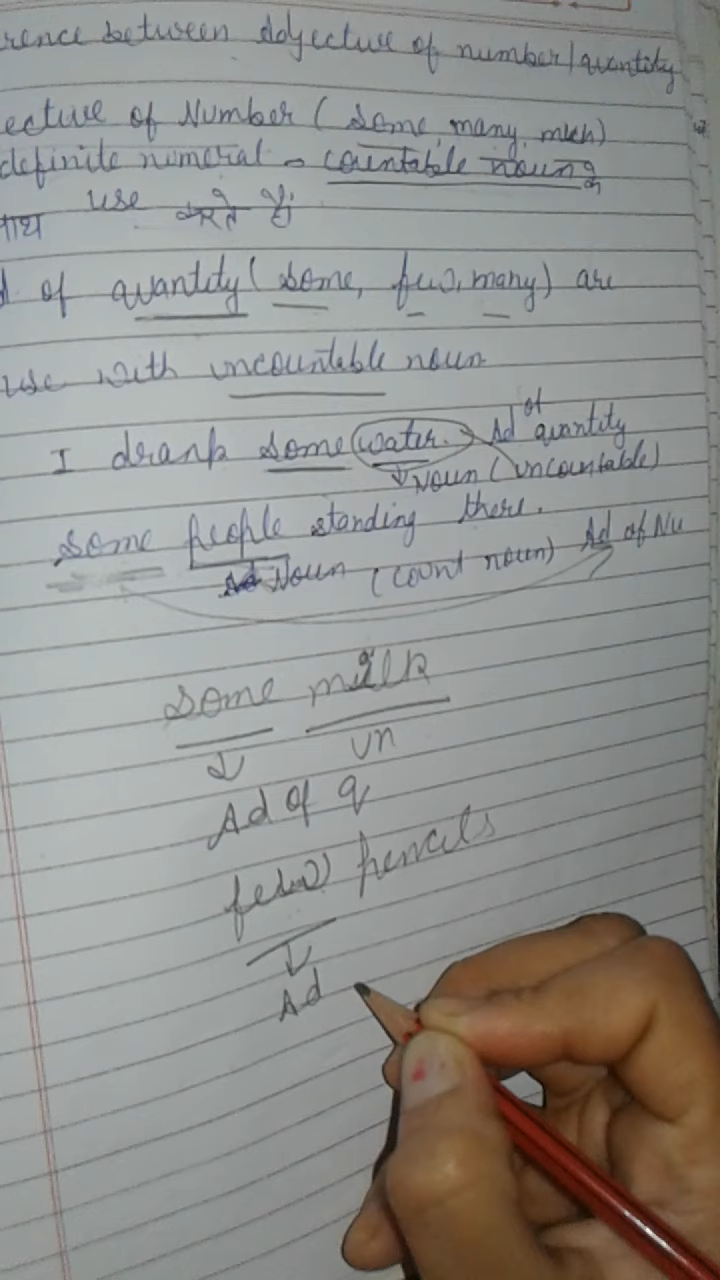 rence between Adjective of number/quantity
ective of Number (some, many, much)
definite numeral countable noun के
साथ use करते हैं
of quantity (some, few, many) are
use with uncountable noun
I drank some water. → Ad of quantity
Noun (uncountable)
some people standing there.
Noun (count noun) Ad of Nu
some milk
un
Ad of q
few pencils
Ad